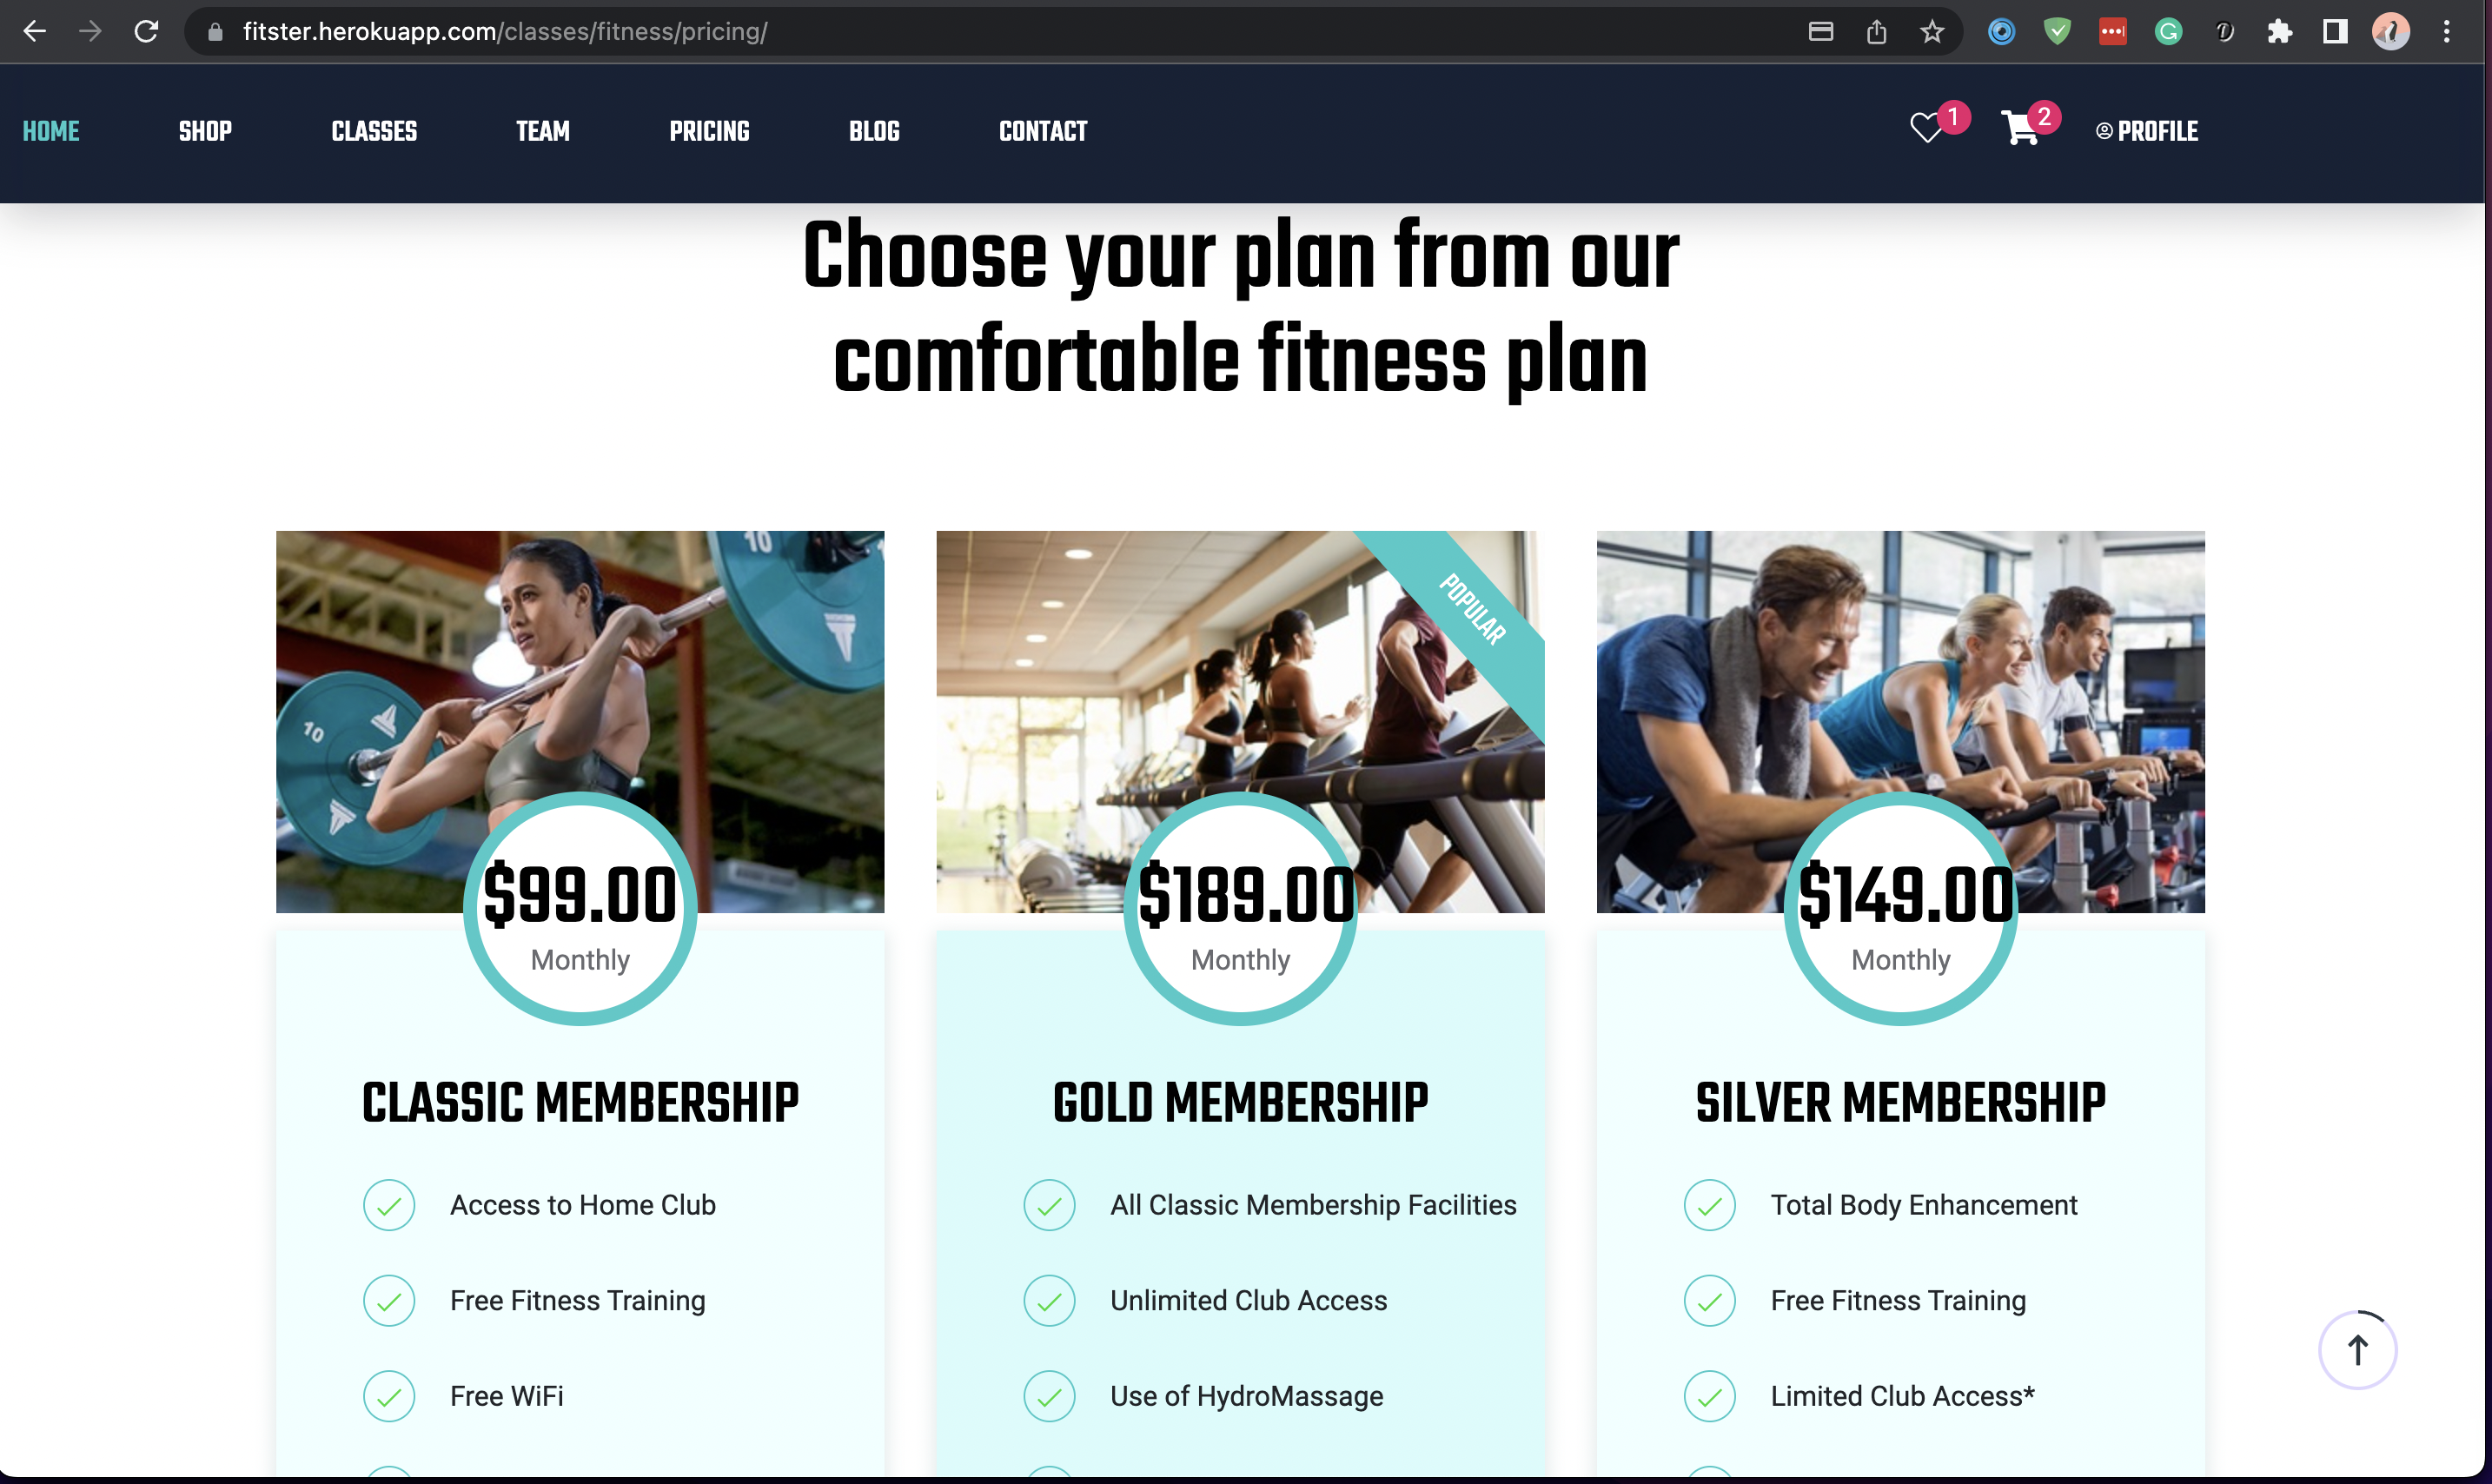 fitster.herokuapp.com/classes/fitness/pricing/
HOME SHOP CLASSES TEAM PRICING BLOG CONTACT 1 2 PROFILE
Choose your plan from our
comfortable fitness plan
10
10
POPULAR
$99.00
Monthly
CLASSIC MEMBERSHIP
Access to Home Club
Free Fitness Training
Free WiFi
$189.00
Monthly
GOLD MEMBERSHIP
All Classic Membership Facilities
Unlimited Club Access
Use of HydroMassage
$149.00
Monthly
SILVER MEMBERSHIP
Total Body Enhancement
Free Fitness Training
Limited Club Access*